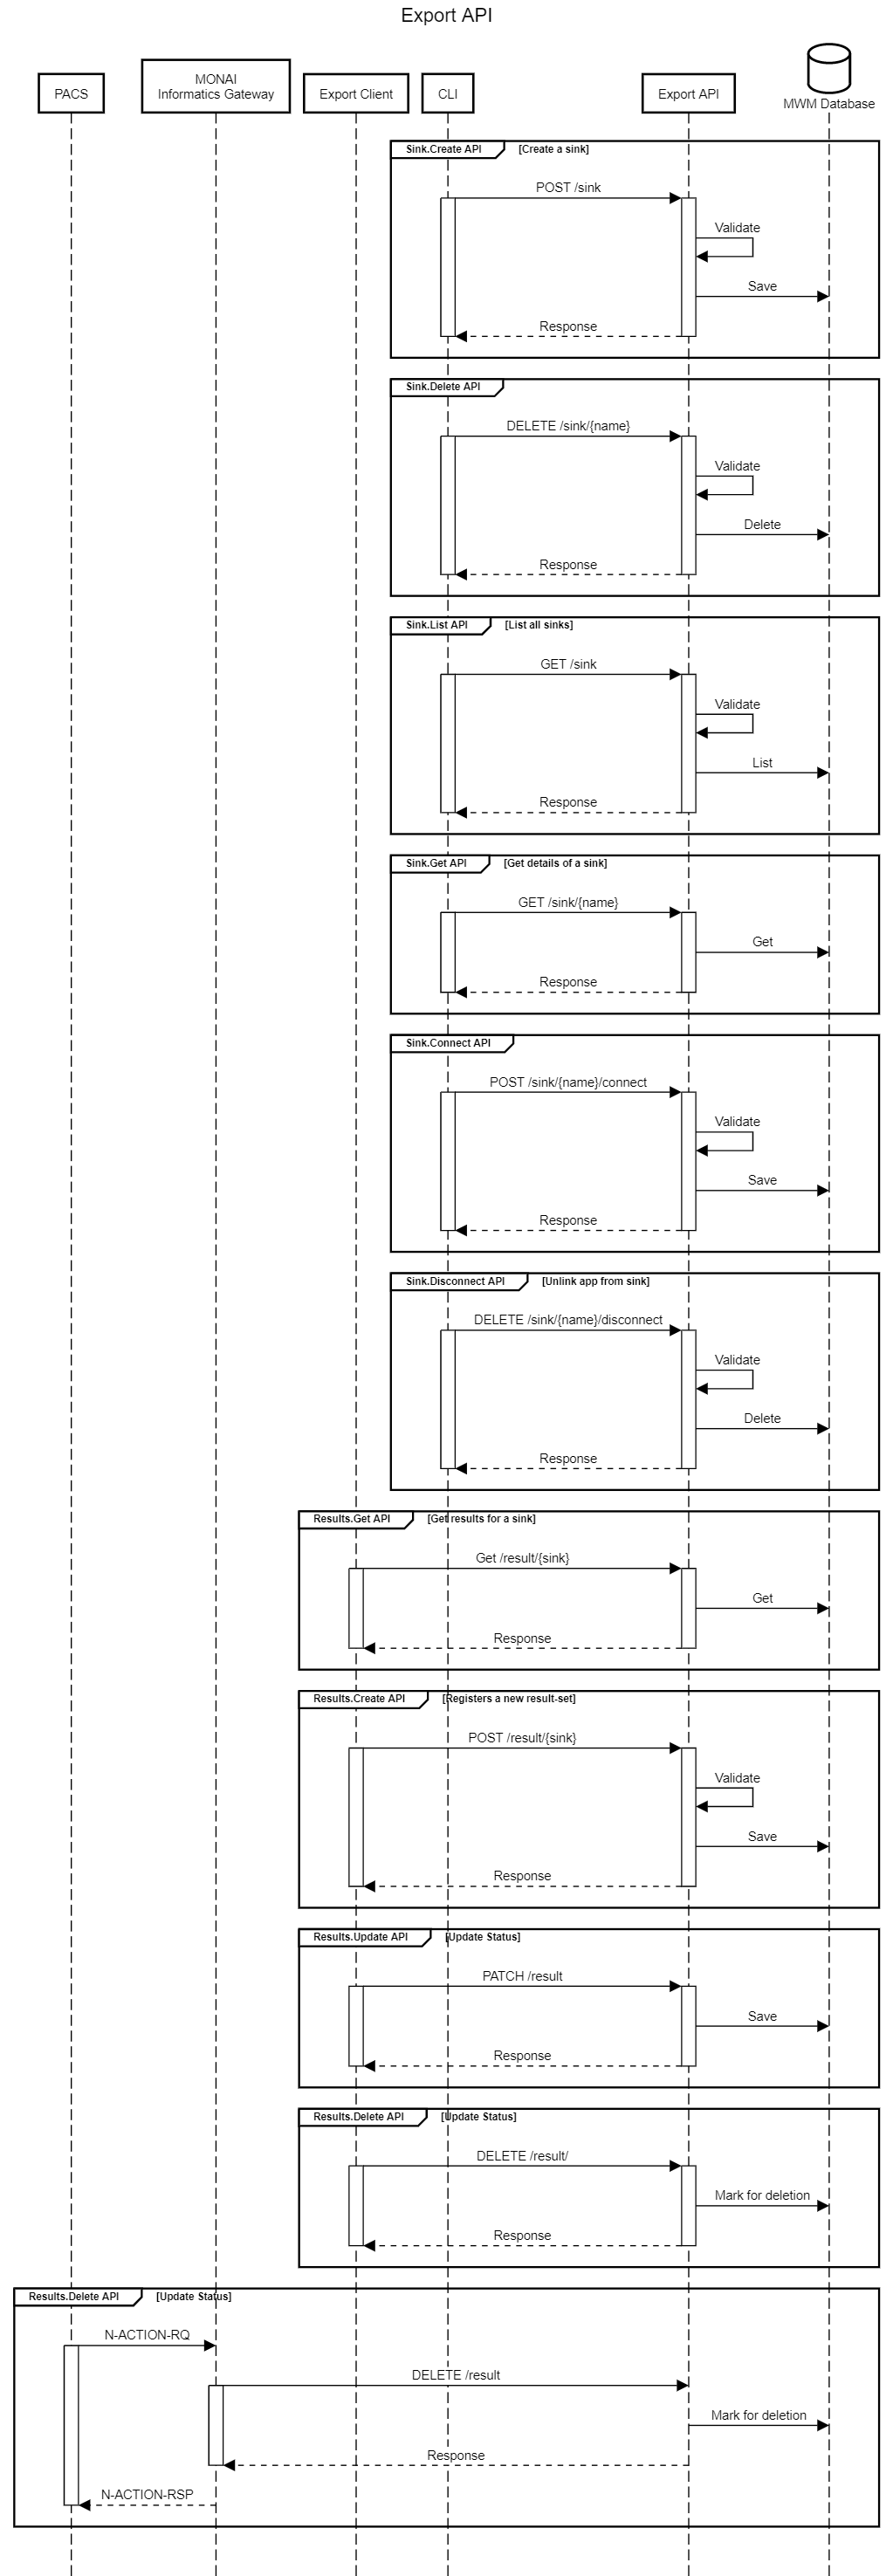 Export API
PACS
MONAI
Informatics Gateway
Export Client
CLI
Export API
MWM Database
Sink.Create API
[Create a sink]
POST /sink
Validate
Save
Response
Sink.Delete API
DELETE /sink/{name}
Validate
Delete
Response
Sink.List API
[List all sinks]
GET /sink
Validate
List
Response
Sink.Get API
[Get details of a sink]
GET /sink/{name}
Get
Response
Sink.Connect API
POST /sink/{name}/connect
Validate
Save
Response
Sink.Disconnect API
[Unlink app from sink]
DELETE /sink/{name}/disconnect
Validate
Delete
Response
Results.Get API
[Get results for a sink]
Get /result/{sink}
Get
Response
Results.Create API
[Registers a new result-set]
POST /result/{sink}
Validate
Save
Response
Results.Update API
[Update Status]
PATCH /result
Save
Response
Results.Delete API
[Update Status]
DELETE /result/
Mark for deletion
Response
Results.Delete API
[Update Status]
N-ACTION-RQ
DELETE /result
Mark for deletion
Response
N-ACTION-RSP